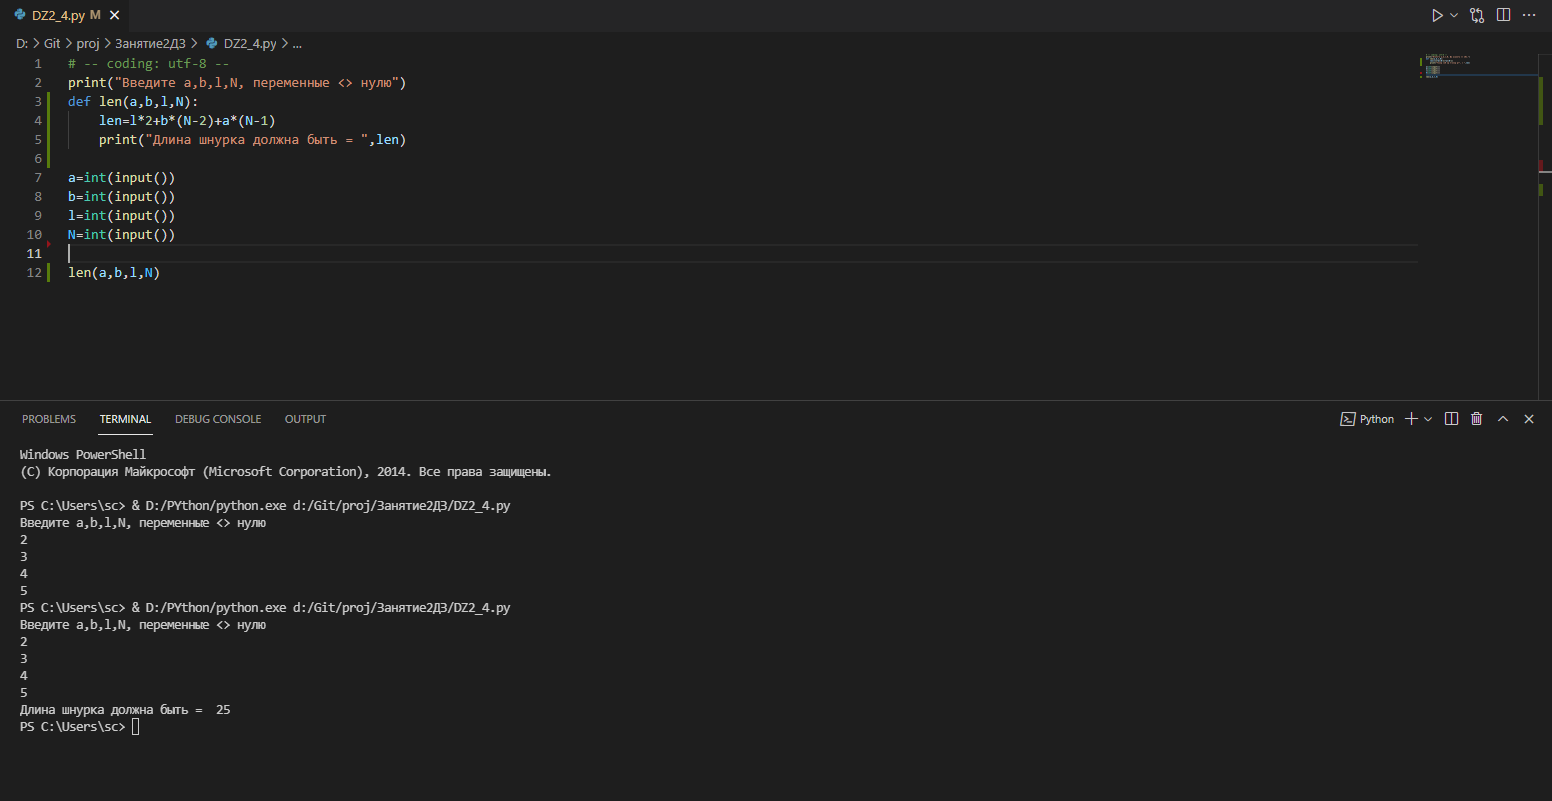 DZ2_4.py M
D: > Git > proj > Занятие2ДЗ > DZ2_4.py > ...
1 # -- coding: utf-8 --
2 print("Введите a,b,l,N, переменные <> нулю")
3 def len(a,b,l,N):
4     len=l*2+b*(N-2)+a*(N-1)
5     print("Длина шнурка должна быть = ",len)
6
7 a=int(input())
8 b=int(input())
9 l=int(input())
10 N=int(input())
11
12 len(a,b,l,N)
PROBLEMS TERMINAL DEBUG CONSOLE OUTPUT Python
Windows PowerShell
(C) Корпорация Майкрософт (Microsoft Corporation), 2014. Все права защищены.
PS C:\Users\sc> & D:/PYthon/python.exe d:/Git/proj/Занятие2ДЗ/DZ2_4.py
Введите a,b,l,N, переменные <> нулю
2
3
4
5
PS C:\Users\sc> & D:/PYthon/python.exe d:/Git/proj/Занятие2ДЗ/DZ2_4.py
Введите a,b,l,N, переменные <> нулю
2
3
4
5
Длина шнурка должна быть =  25
PS C:\Users\sc>